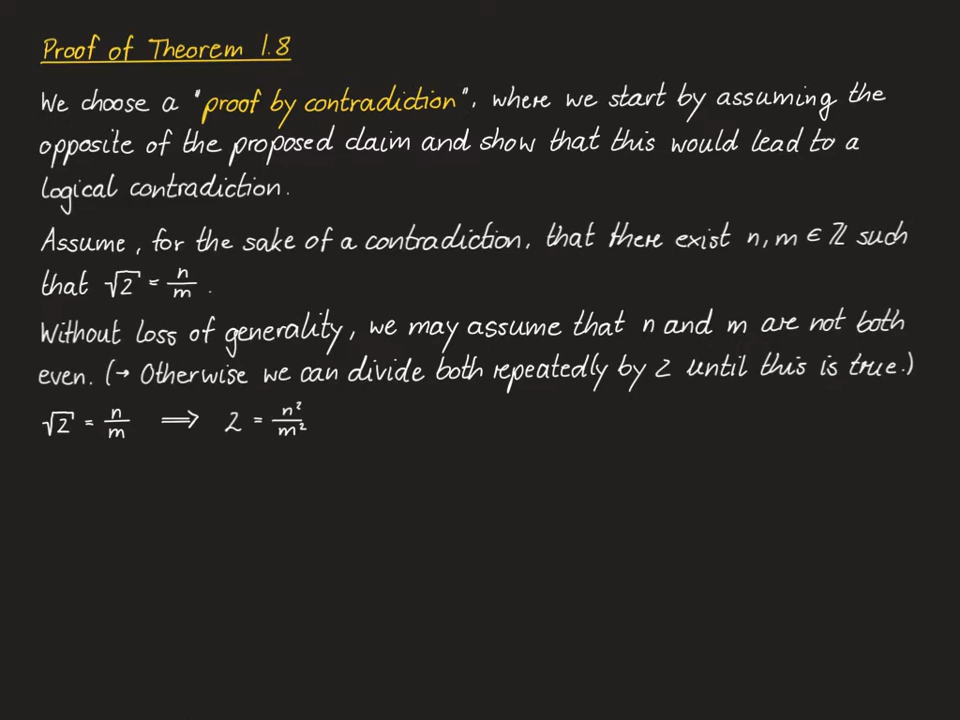 Proof of Theorem 1.8
We choose a "proof by contradiction", where we start by assuming the
opposite of the proposed claim and show that this would lead to a
logical contradiction.
Assume, for the sake of a contradiction, that there exist n, m ∈ ℤ such
that √2 = n/m .
Without loss of generality, we may assume that n and m are not both
even. (→ Otherwise we can divide both repeatedly by 2 until this is true.)
√2 = n/m ⟹ 2 = n²/m²